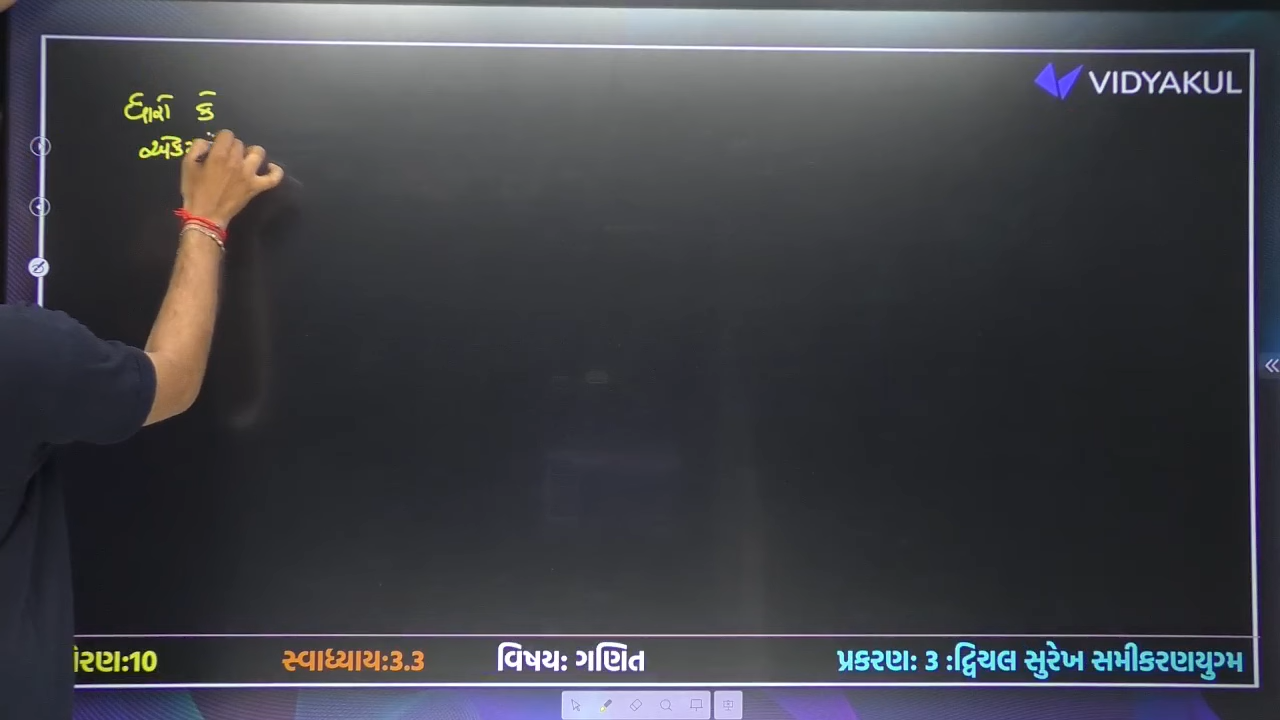 VIDYAKUL
ધારો કે
ોરણ:10
સ્વાધ્યાય:3.3
વિષય: ગણિત
પ્રકરણ: 3 :દ્વિચલ સુરેખ સમીકરણયુગ્મ